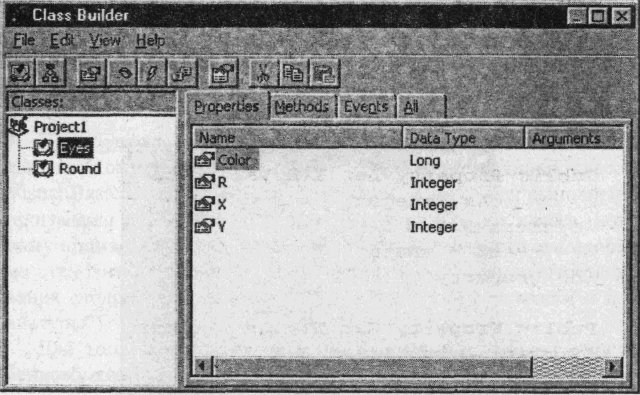 Class Builder
File Edit View Help
Classes:
Project1
Eyes
Round
Properties Methods Events All
Name Data Type Arguments
Color Long
R Integer
X Integer
Y Integer